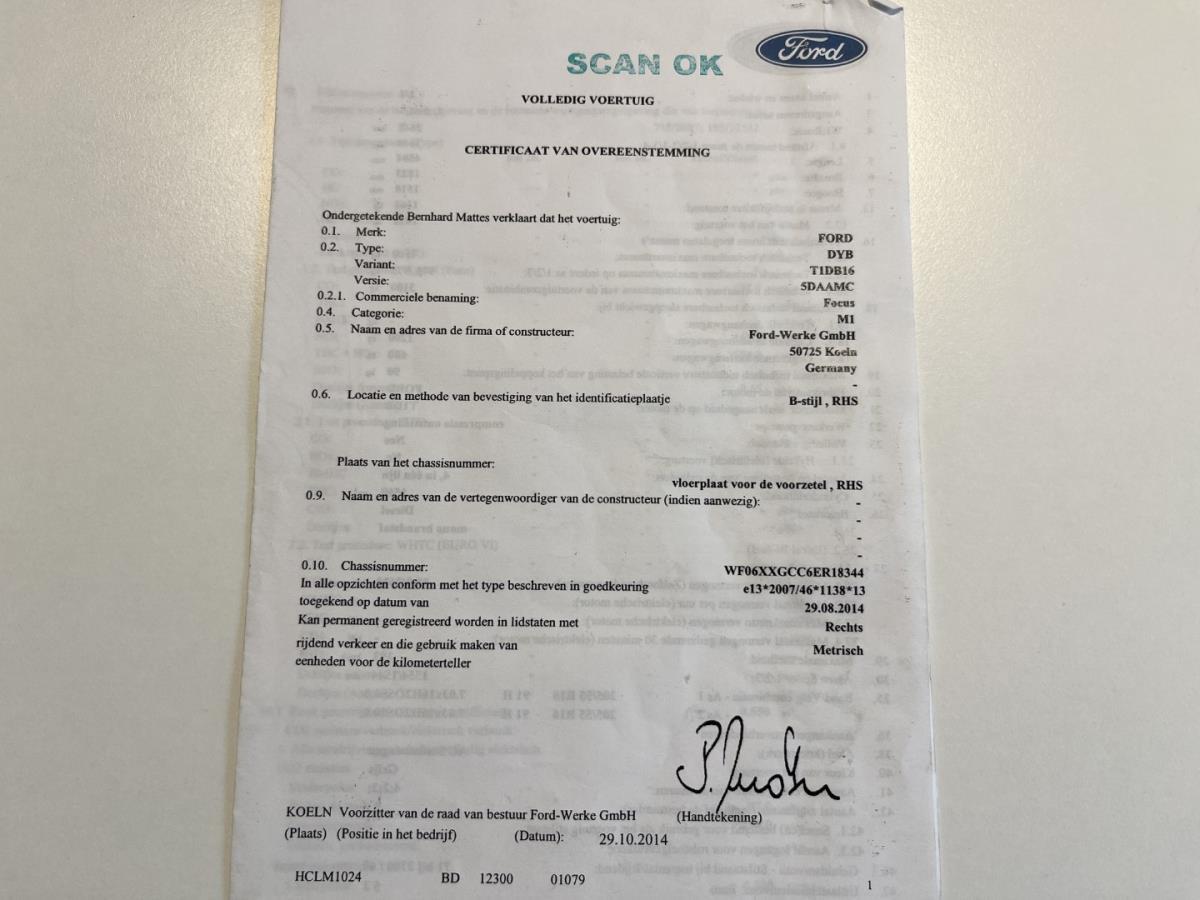 SCAN OK
Ford
VOLLEDIG VOERTUIG
CERTIFICAAT VAN OVEREENSTEMMING
Ondergetekende Bernhard Mattes verklaart dat het voertuig:
0.1. Merk: FORD
0.2. Type: DYB
Variant: T1DB16
Versie: 5DAAMC
0.2.1. Commerciele benaming: Focus
0.4. Categorie: M1
0.5. Naam en adres van de firma of constructeur: Ford-Werke GmbH
50725 Koeln
Germany
-
0.6. Locatie en methode van bevestiging van het identificatieplaatje B-stijl , RHS
Plaats van het chassisnummer:
vloerplaat voor de voorzetel , RHS
0.9. Naam en adres van de vertegenwoordiger van de constructeur (indien aanwezig): -
-
-
-
0.10. Chassisnummer: WF06XXGCC6ER18344
In alle opzichten conform met het type beschreven in goedkeuring e13*2007/46*1138*13
toegekend op datum van 29.08.2014
Kan permanent geregistreerd worden in lidstaten met Rechts
rijdend verkeer en die gebruik maken van Metrisch
eenheden voor de kilometerteller
KOELN Voorzitter van de raad van bestuur Ford-Werke GmbH (Handtekening)
(Plaats) (Positie in het bedrijf) (Datum): 29.10.2014
HCLM1024 BD 12300 01079 1